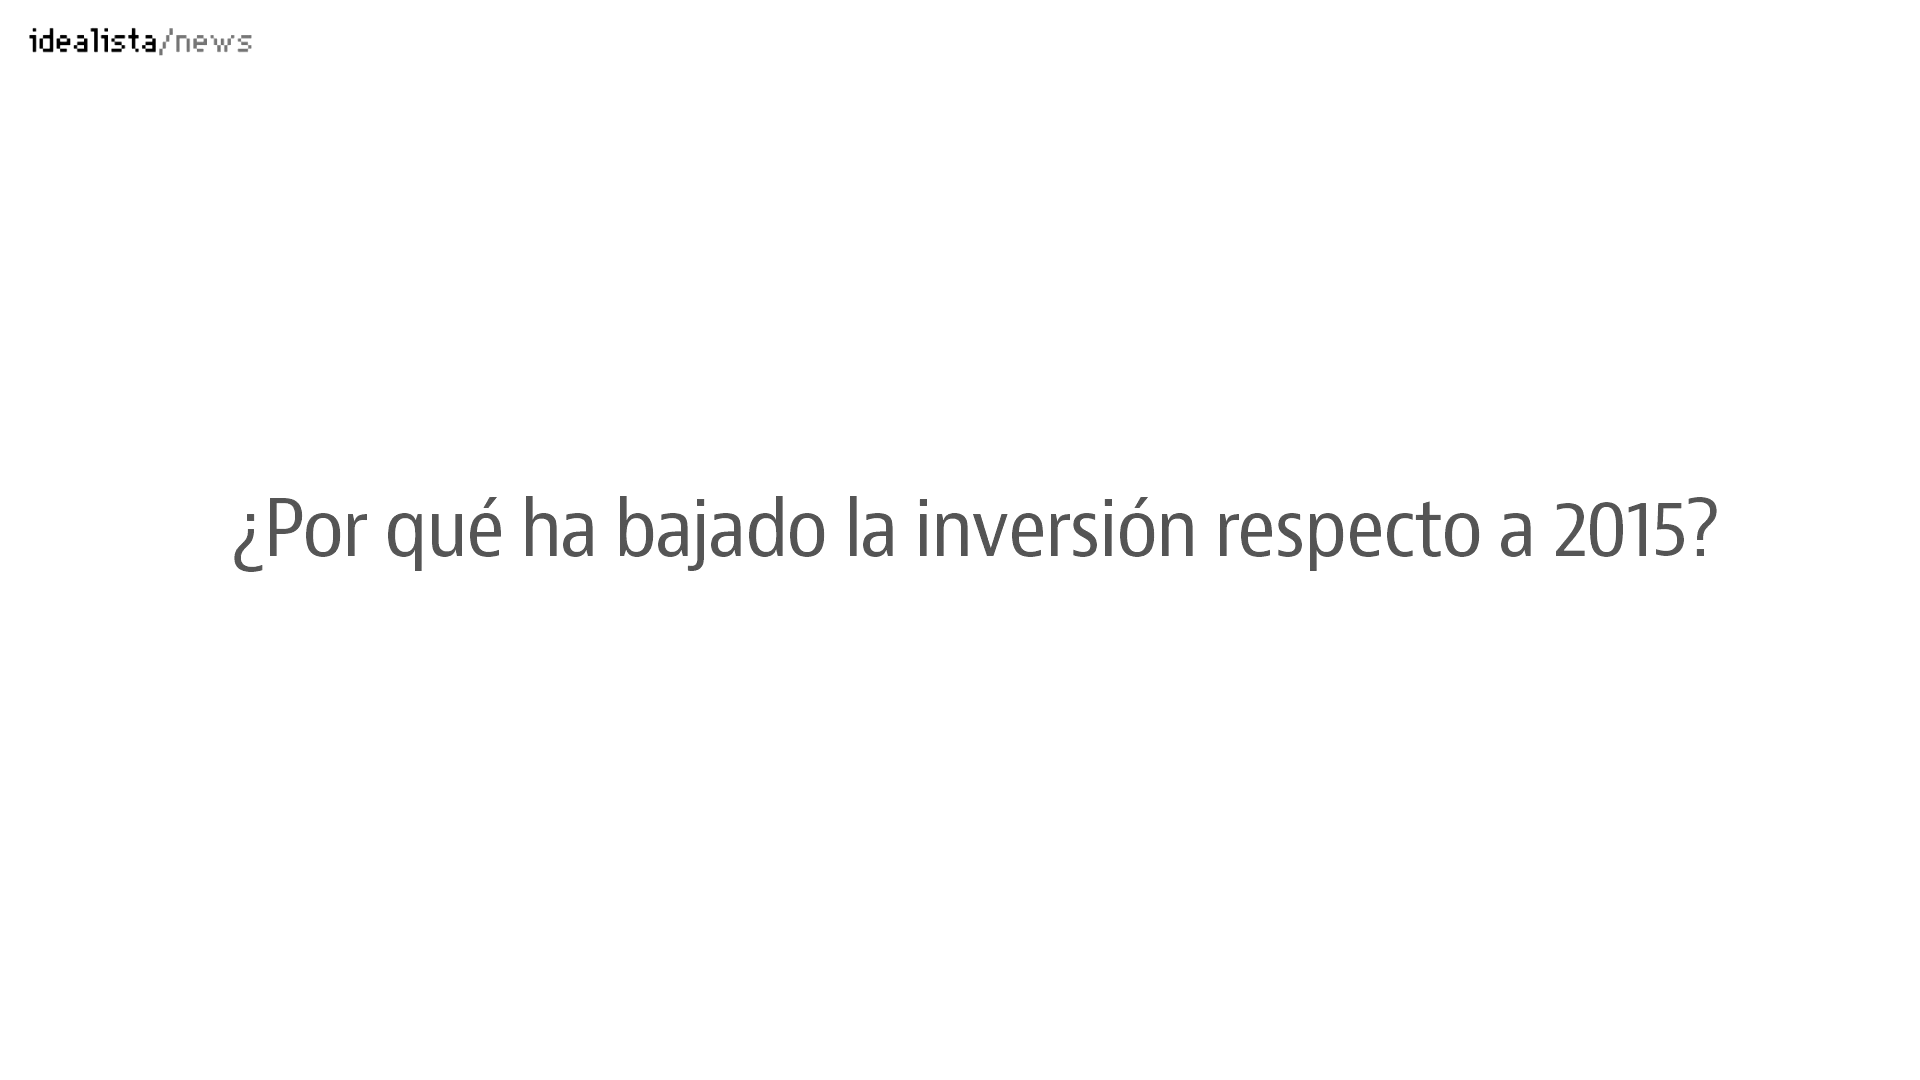 idealista/news
¿Por qué ha bajado la inversión respecto a 2015?